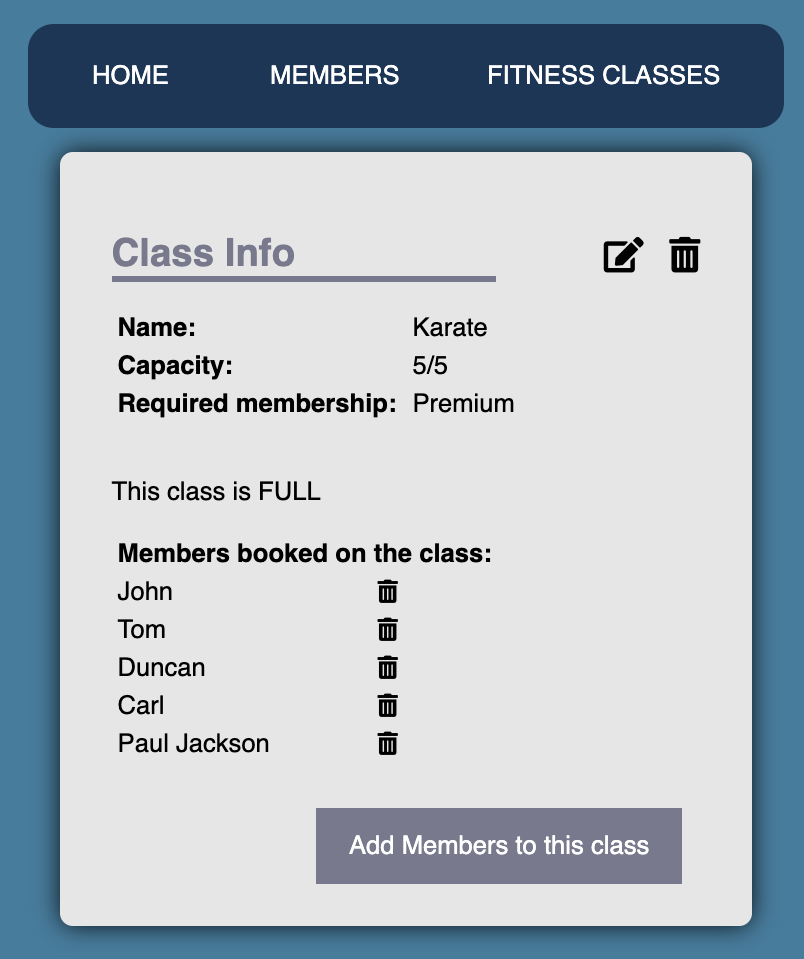 HOME MEMBERS FITNESS CLASSES
Class Info
Name: Karate
Capacity: 5/5
Required membership: Premium
This class is FULL
Members booked on the class:
John
Tom
Duncan
Carl
Paul Jackson
Add Members to this class